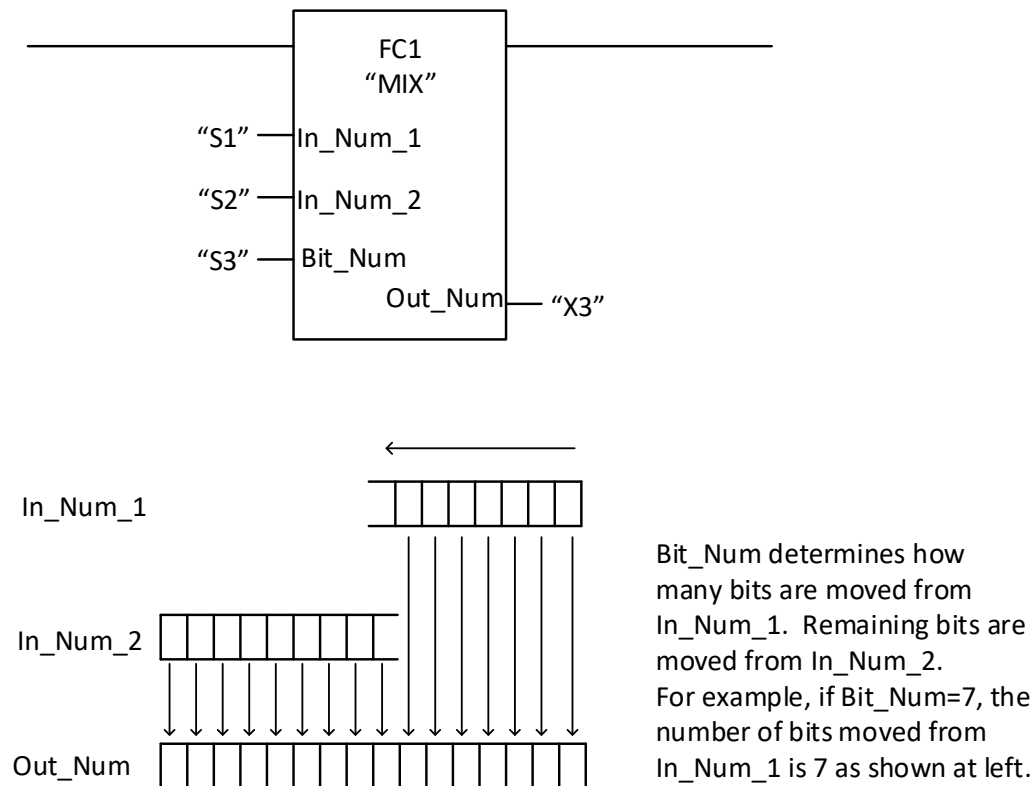 FC1
“MIX”
“S1” In_Num_1
“S2” In_Num_2
“S3” Bit_Num
Out_Num “X3”
In_Num_1
In_Num_2
Out_Num
Bit_Num determines how
many bits are moved from
In_Num_1. Remaining bits are
moved from In_Num_2.
For example, if Bit_Num=7, the
number of bits moved from
In_Num_1 is 7 as shown at left.